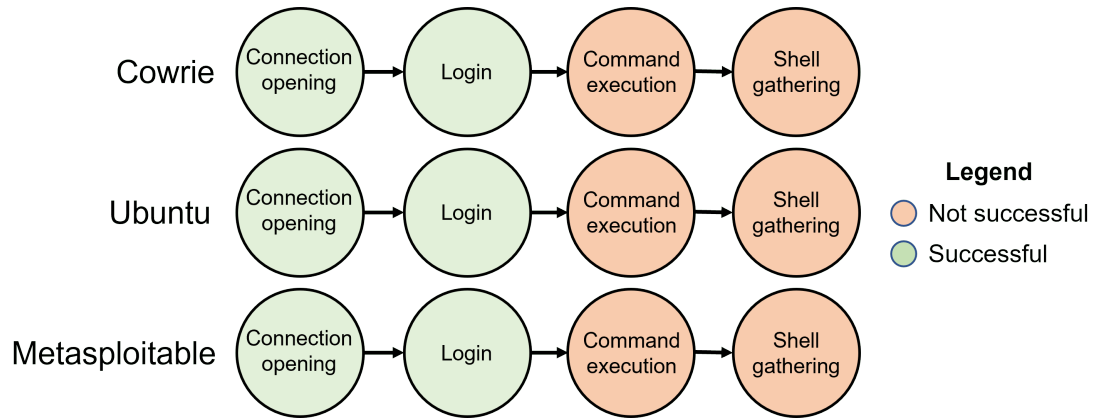 Cowrie
Connection
opening
Login
Command
execution
Shell
gathering
Ubuntu
Connection
opening
Login
Command
execution
Shell
gathering
Metasploitable
Connection
opening
Login
Command
execution
Shell
gathering
Legend
Not successful
Successful